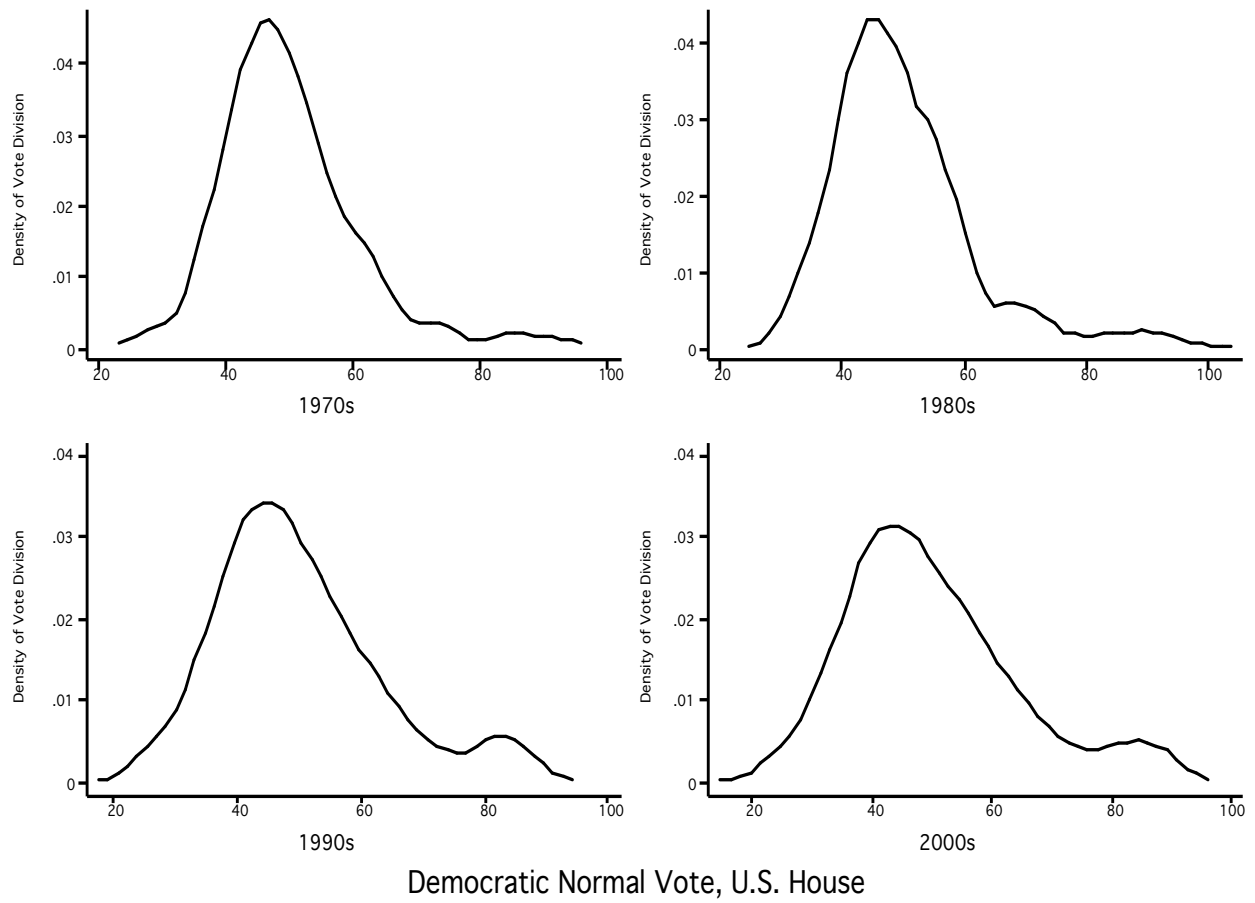 Density of Vote Division
.04
.03
.02
.01
0
20 40 60 80 100
1970s
Density of Vote Division
.04
.03
.02
.01
0
20 40 60 80 100
1980s
Density of Vote Division
.04
.03
.02
.01
0
20 40 60 80 100
1990s
Density of Vote Division
.04
.03
.02
.01
0
20 40 60 80 100
2000s
Democratic Normal Vote, U.S. House